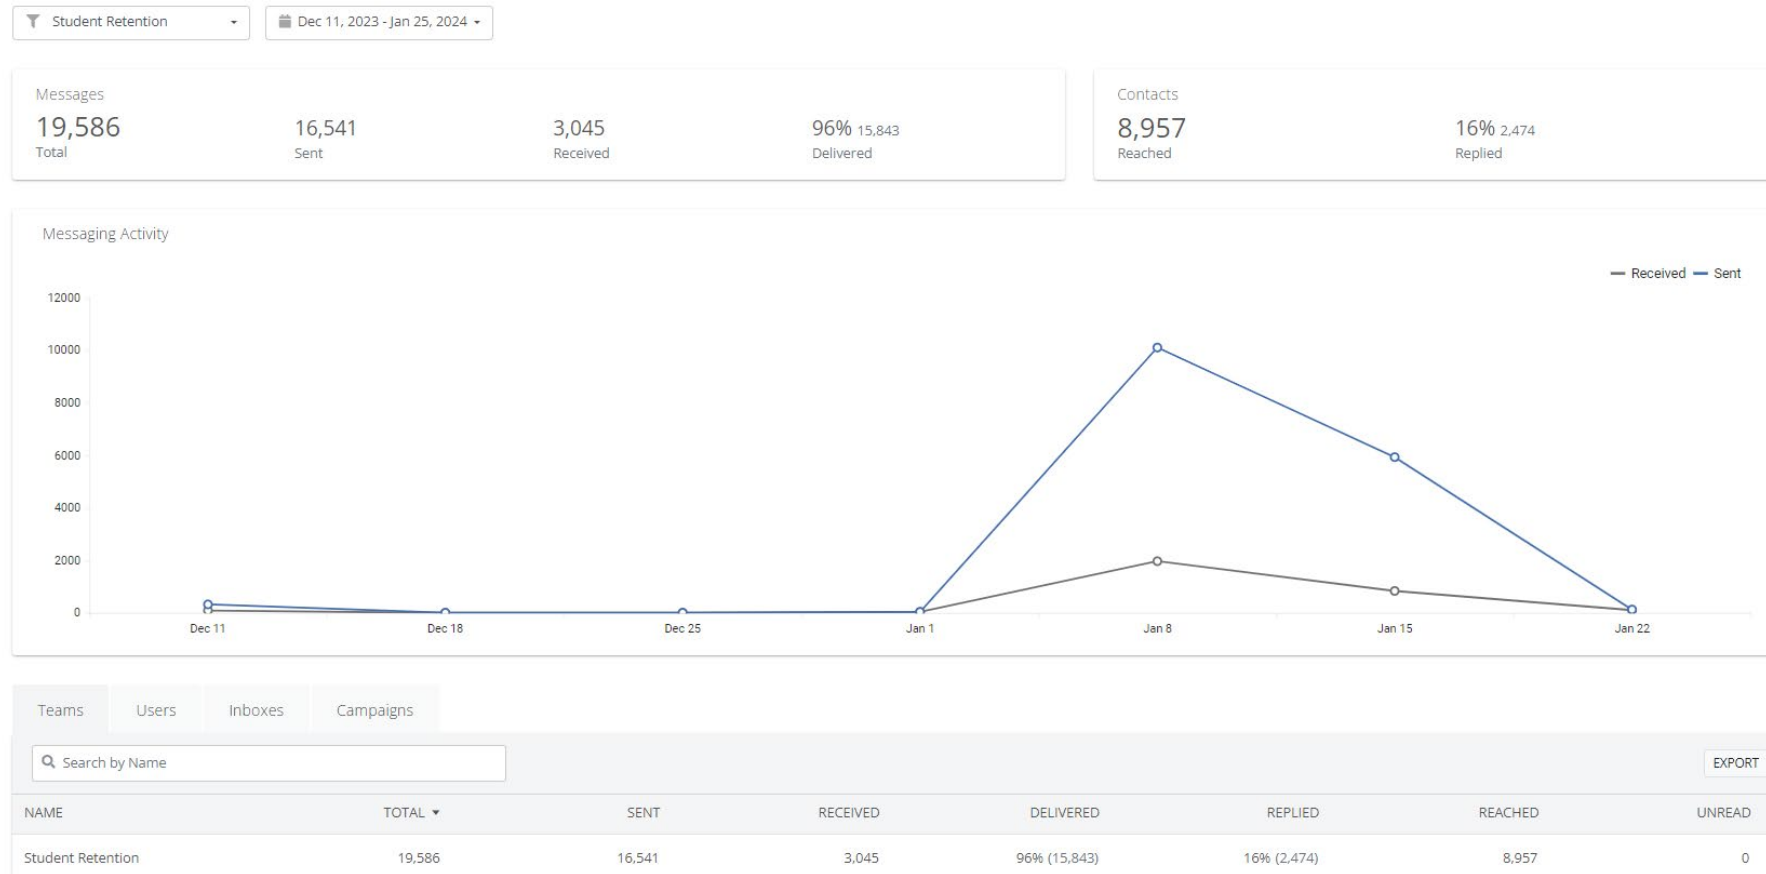 Student Retention Dec 11, 2023 - Jan 25, 2024
Messages
19,586 16,541 3,045 96% 15,843
Total Sent Received Delivered
Contacts
8,957 16% 2,474
Reached Replied
Messaging Activity
Received Sent
12000
10000
8000
6000
4000
2000
0
Dec 11 Dec 18 Dec 25 Jan 1 Jan 8 Jan 15 Jan 22
Teams Users Inboxes Campaigns
Search by Name EXPORT
NAME TOTAL SENT RECEIVED DELIVERED REPLIED REACHED UNREAD
Student Retention 19,586 16,541 3,045 96% (15,843) 16% (2,474) 8,957 0